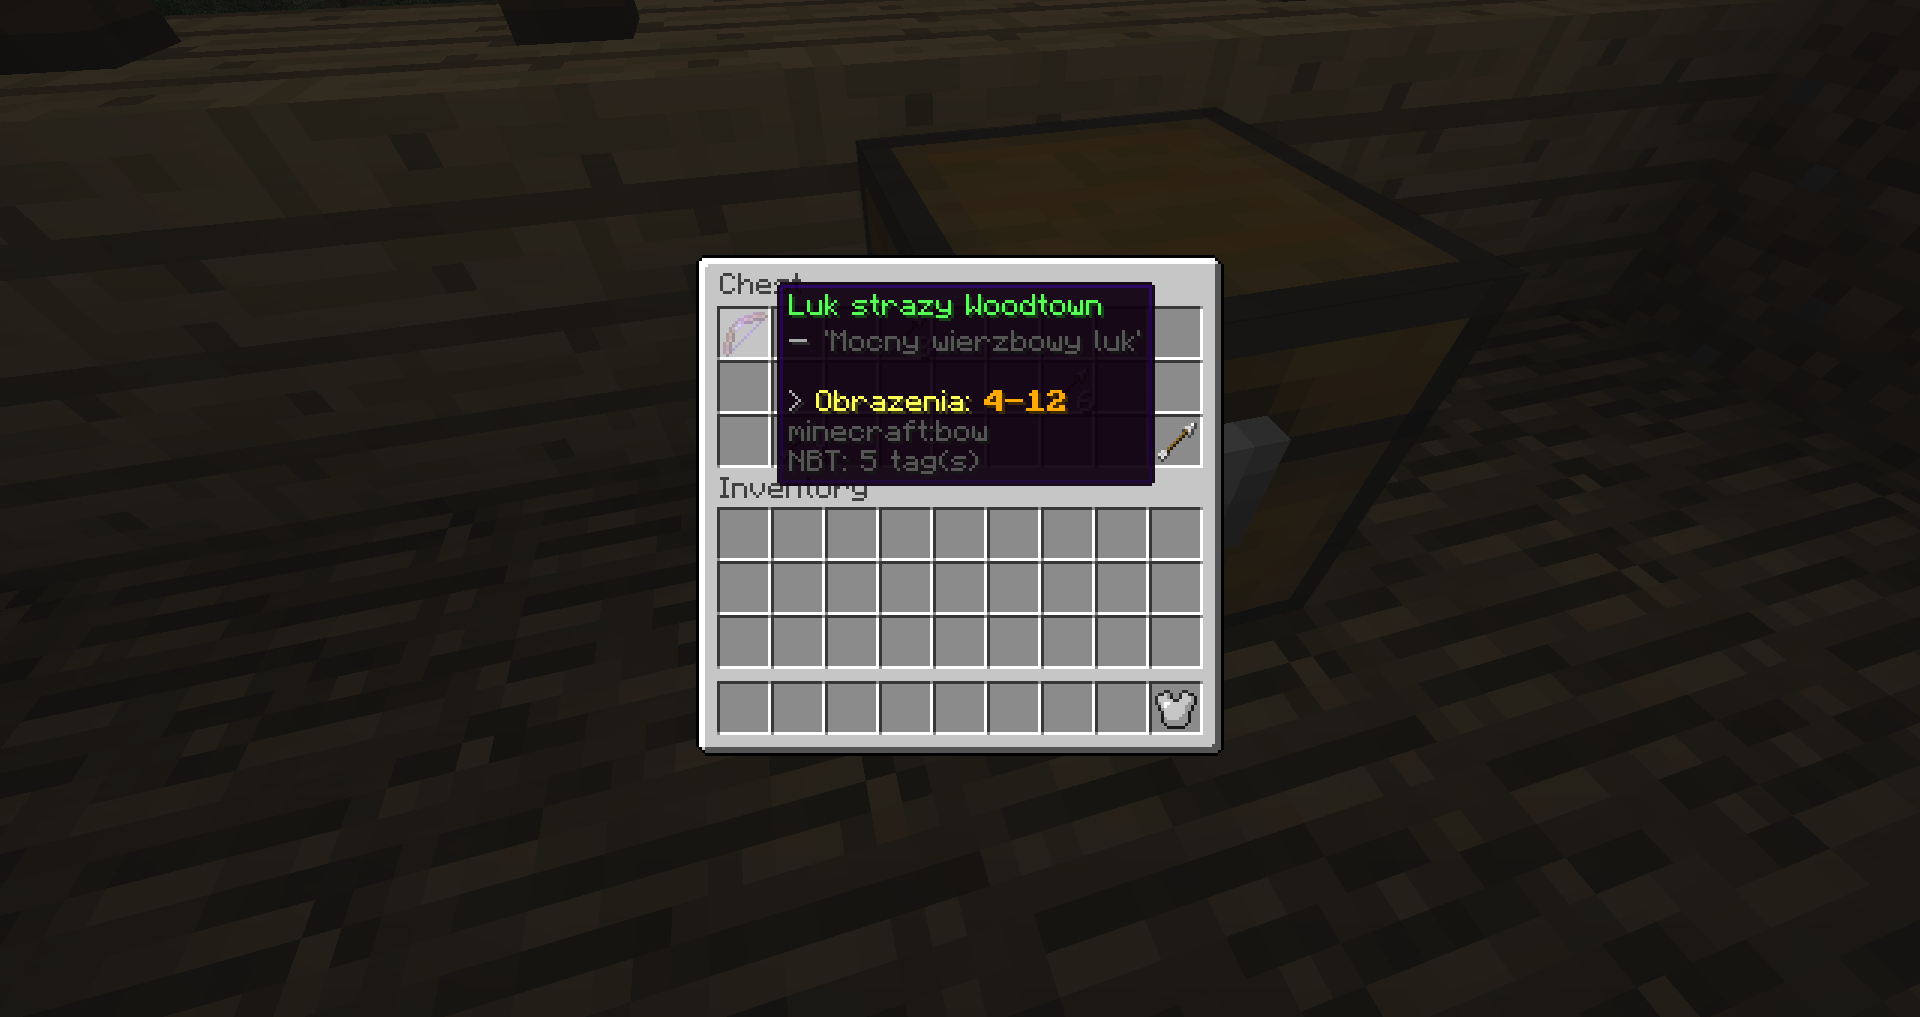 Chest
Luk strazy Woodtown
— 'Mocny wierzbowy luk'
> Obrazenia: 4—12
minecraft:bow
NBT: 5 tag(s)
Inventory